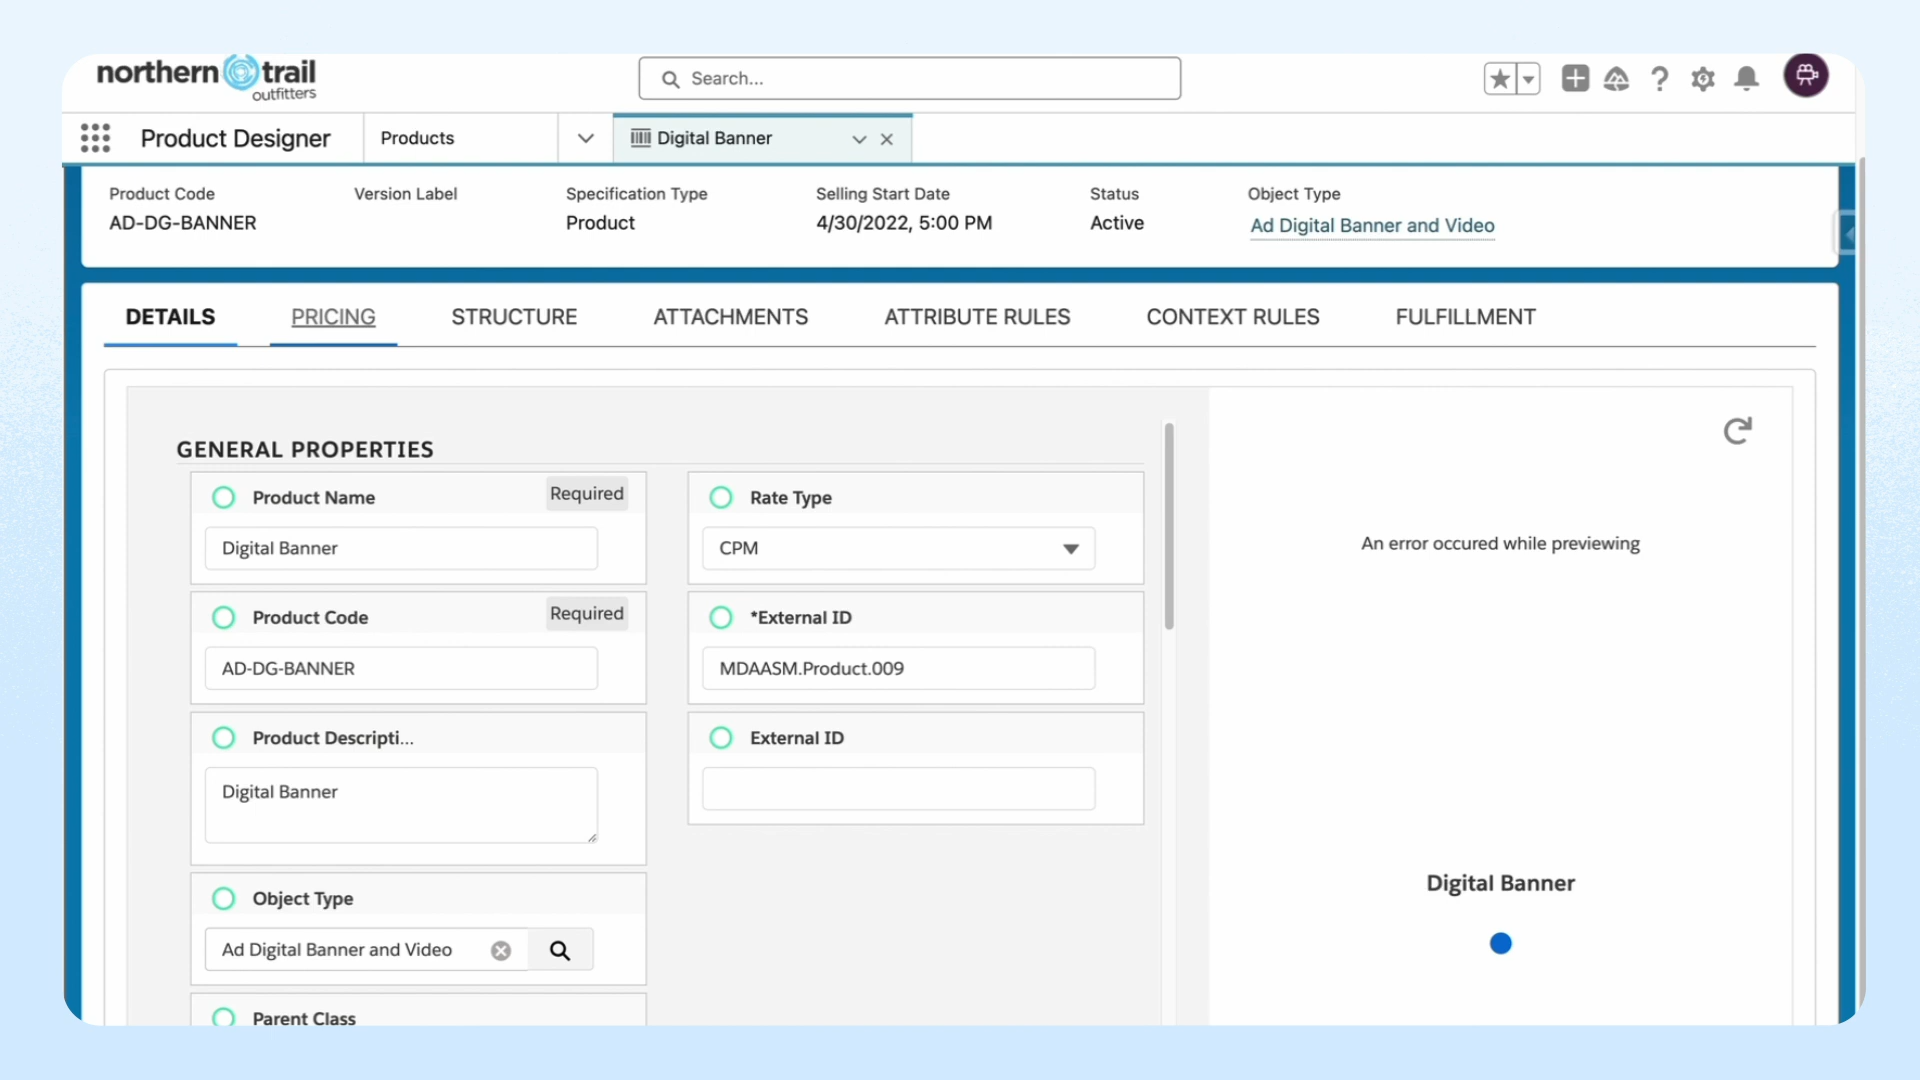 northern trail
outfitters
Search...
Product Designer
Products
Digital Banner
Product Code
Version Label
Specification Type
Selling Start Date
Status
Object Type
AD-DG-BANNER
Product
4/30/2022, 5:00 PM
Active
Ad Digital Banner and Video
DETAILS
PRICING
STRUCTURE
ATTACHMENTS
ATTRIBUTE RULES
CONTEXT RULES
FULFILLMENT
GENERAL PROPERTIES
Product Name
Required
Digital Banner
Product Code
Required
AD-DG-BANNER
Product Descripti...
Digital Banner
Object Type
Ad Digital Banner and Video
Parent Class
Rate Type
CPM
*External ID
MDAASM.Product.009
External ID
An error occured while previewing
Digital Banner